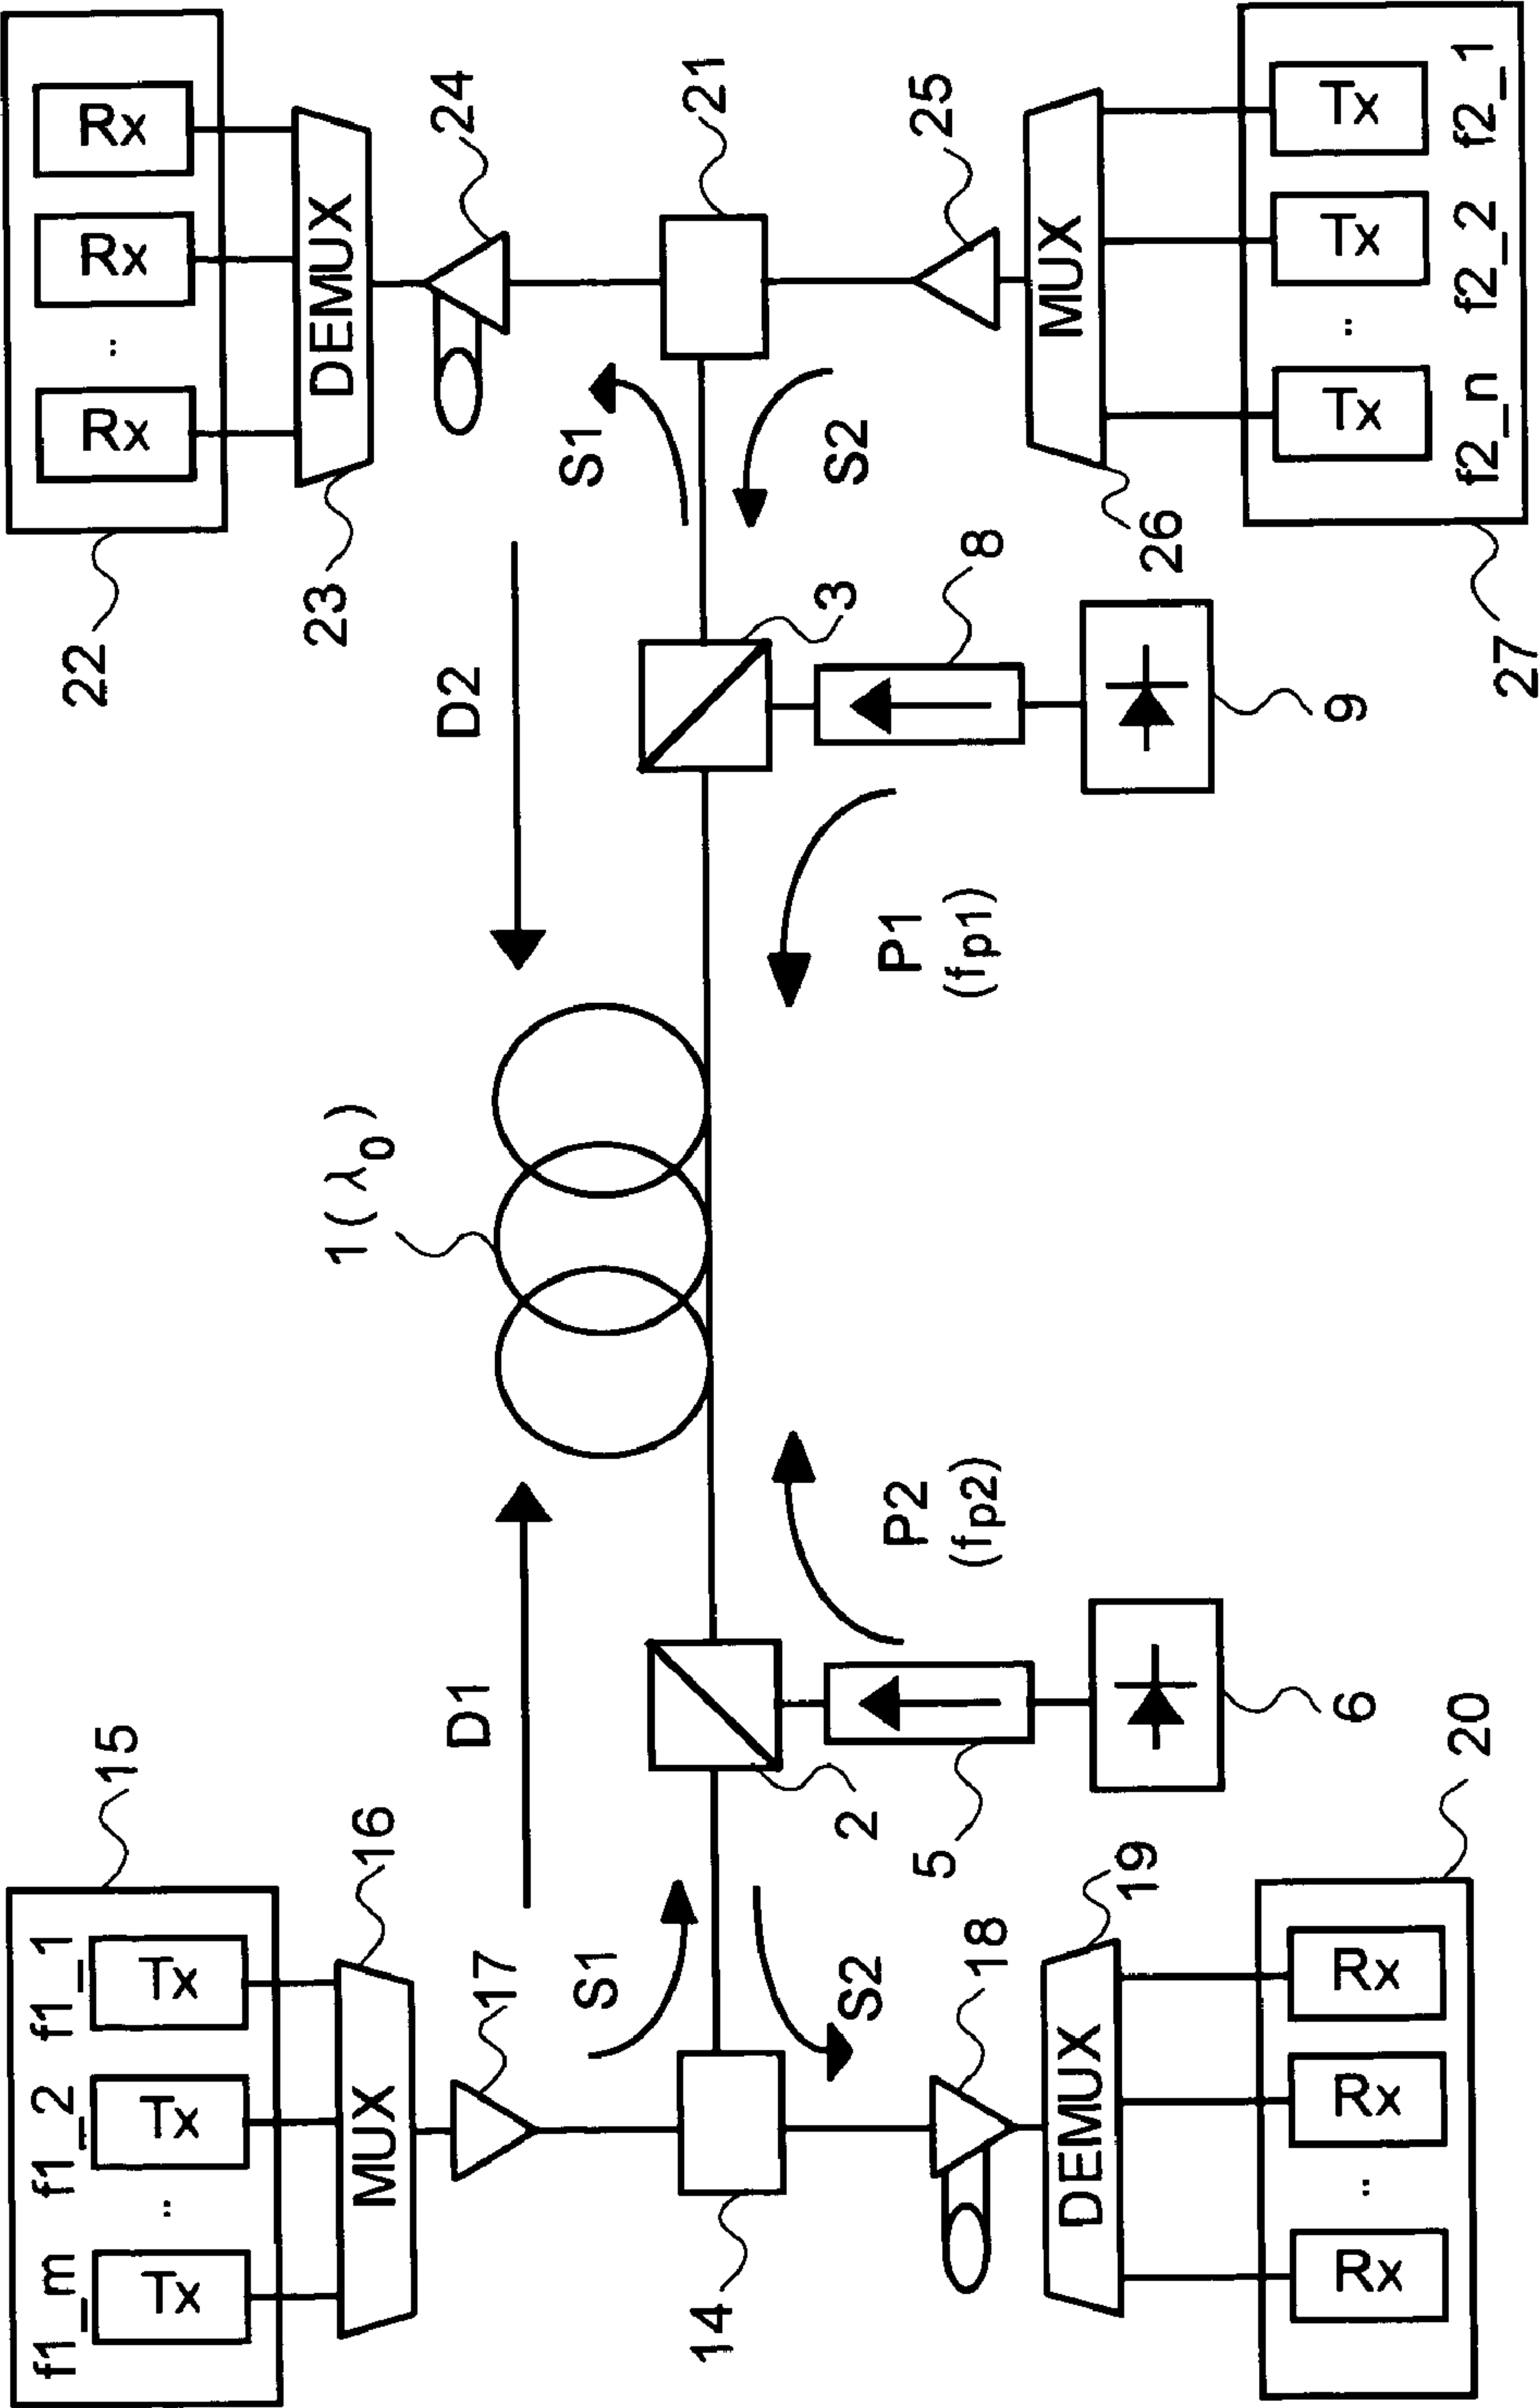 f1_m
f1_2
f1_1
15
Tx
..
Tx
Tx
MUX
16
17
D1
S1
14
S2
18
DEMUX
19
Rx
..
Rx
Rx
20
2
5
6
P2
(fp2)
1(λ0)
D2
P1
(fp1)
3
8
9
22
Rx
..
Rx
Rx
DEMUX
23
24
S1
21
S2
25
MUX
26
Tx
..
Tx
Tx
f2_n
f2_2
f2_1
27